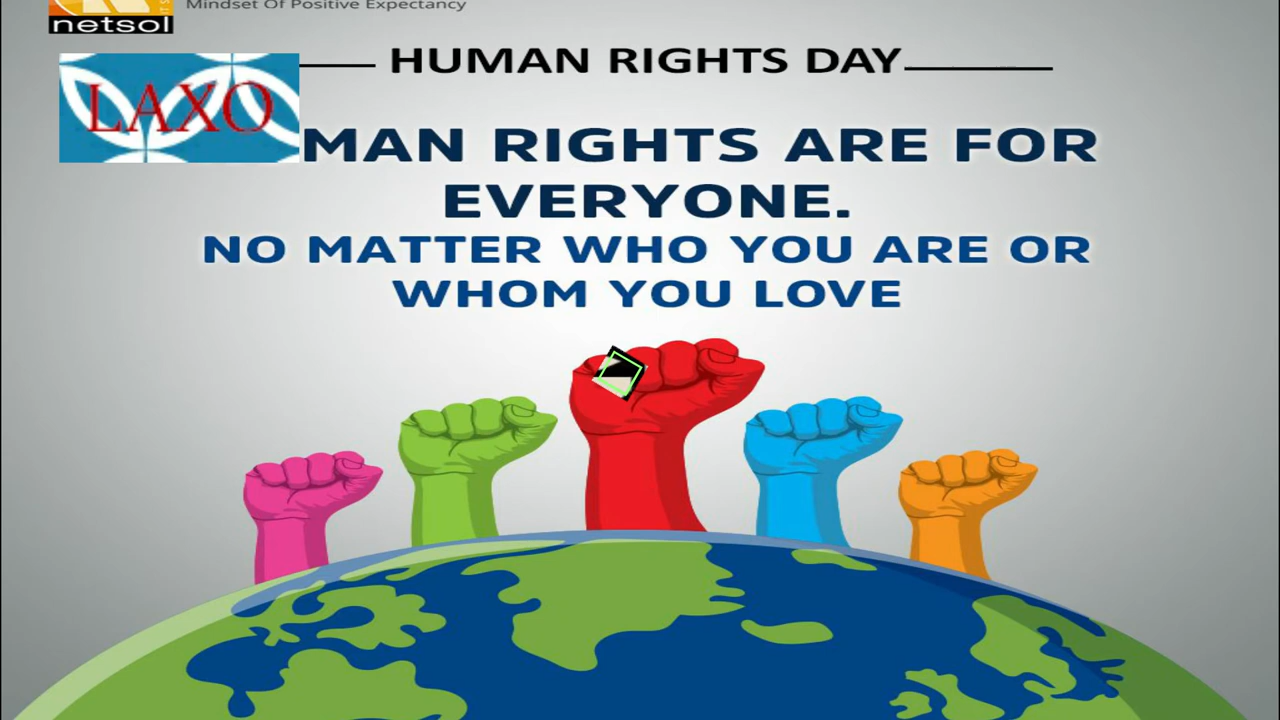 Mindset Of Positive Expectancy
netsol
HUMAN RIGHTS DAY
LAXO
MAN RIGHTS ARE FOR
EVERYONE.
NO MATTER WHO YOU ARE OR
WHOM YOU LOVE